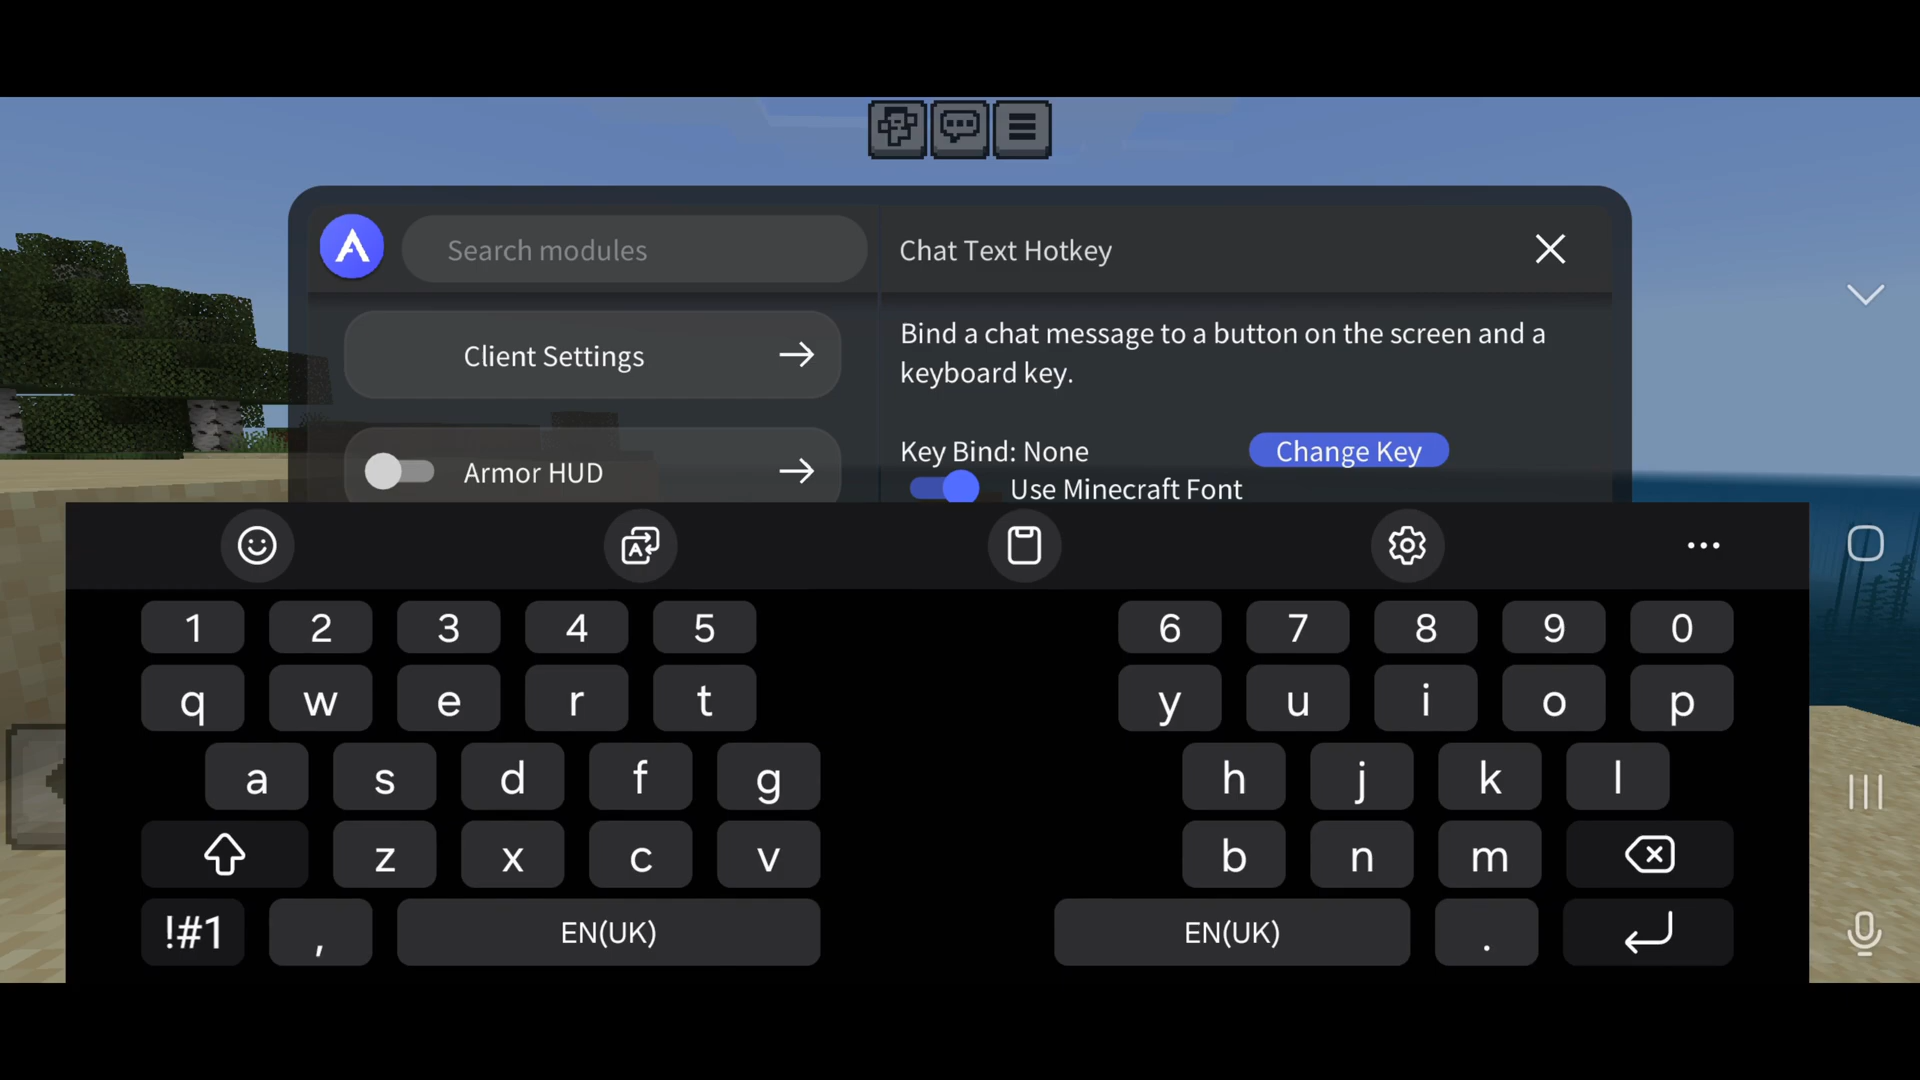 Search modules
Chat Text Hotkey
Client Settings
Bind a chat message to a button on the screen and a
keyboard key.
Armor HUD
Key Bind: None
Change Key
Use Minecraft Font
1 2 3 4 5 6 7 8 9 0
q w e r t y u i o p
a s d f g h j k l
z x c v b n m
!#1 , EN(UK) EN(UK) .